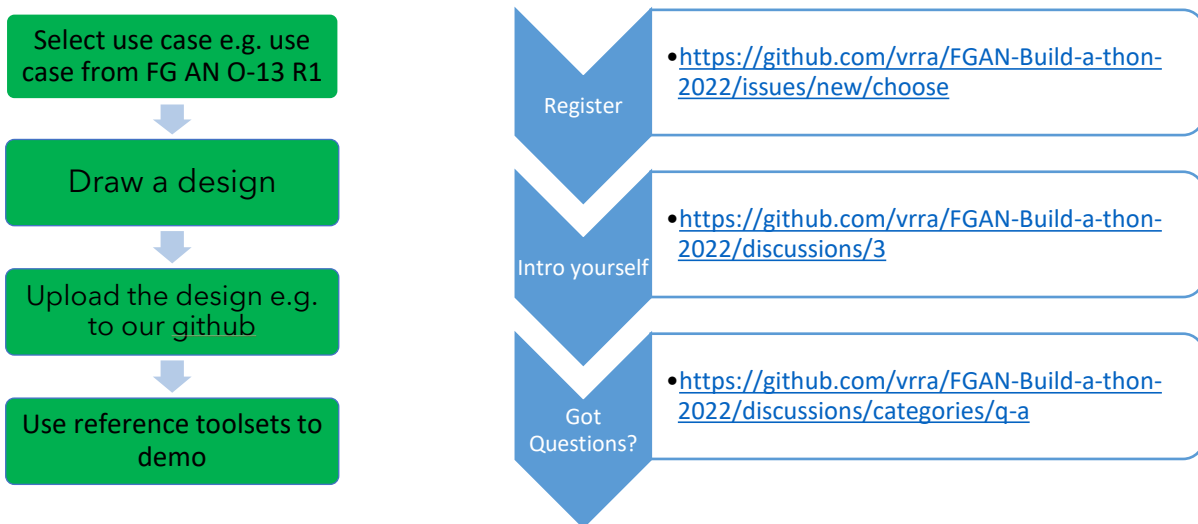 Select use case e.g. use
case from FG AN O-13 R1
Draw a design
Upload the design e.g.
to our github
Use reference toolsets to
demo
Register
•https://github.com/vrra/FGAN-Build-a-thon-
2022/issues/new/choose
Intro yourself
•https://github.com/vrra/FGAN-Build-a-thon-
2022/discussions/3
Got
Questions?
•https://github.com/vrra/FGAN-Build-a-thon-
2022/discussions/categories/q-a